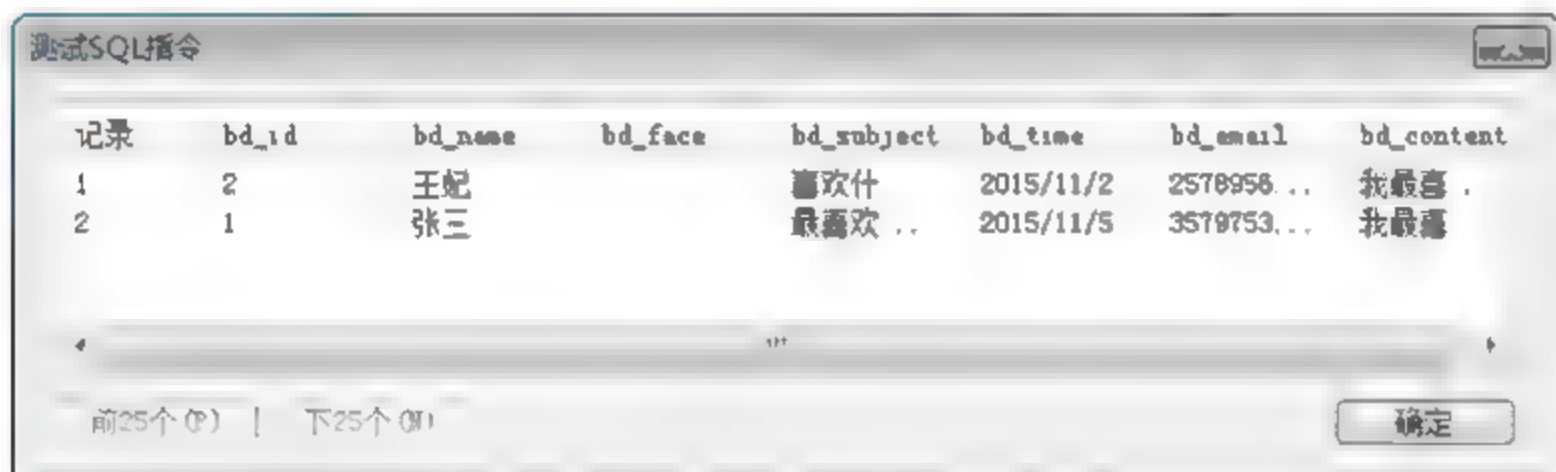 测试SQL指令
记录 bd_id bd_name bd_face bd_subject bd_time bd_email bd_content
1 2 王妃 喜欢什 2015/11/2 2578956... 我最喜 .
2 1 张三 最喜欢 .. 2015/11/5 3579753... 我最喜
前25个(P) | 下25个(N)
确定